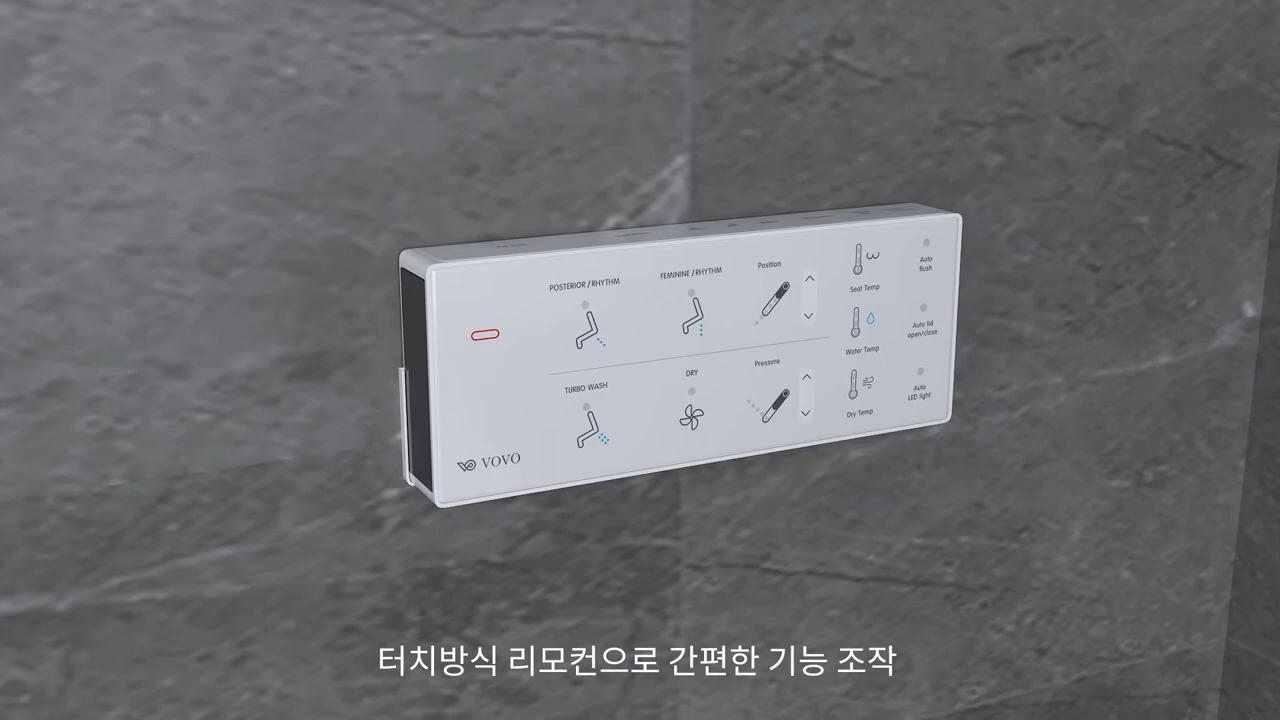 POSTERIOR / RHYTHM
FEMININE / RHYTHM
Position
Seat Temp
Auto
flush
Water Temp
Auto lid
open/close
TURBO WASH
DRY
Pressure
Dry Temp
Auto
LED light
VOVO
터치방식 리모컨으로 간편한 기능 조작